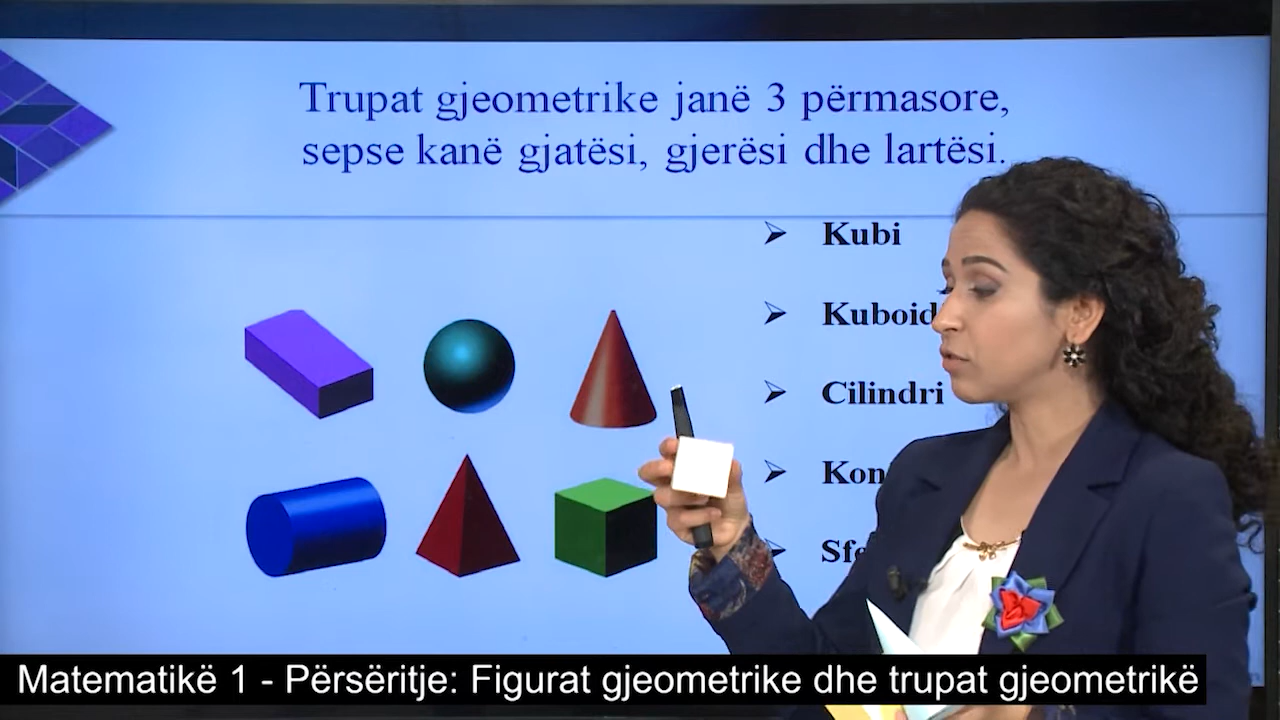 Trupat gjeometrike janë 3 përmasore,
sepse kanë gjatësi, gjerësi dhe lartësi.
Kubi
Cilindri
Matematikë 1 - Përsëritje: Figurat gjeometrike dhe trupat gjeometrikë